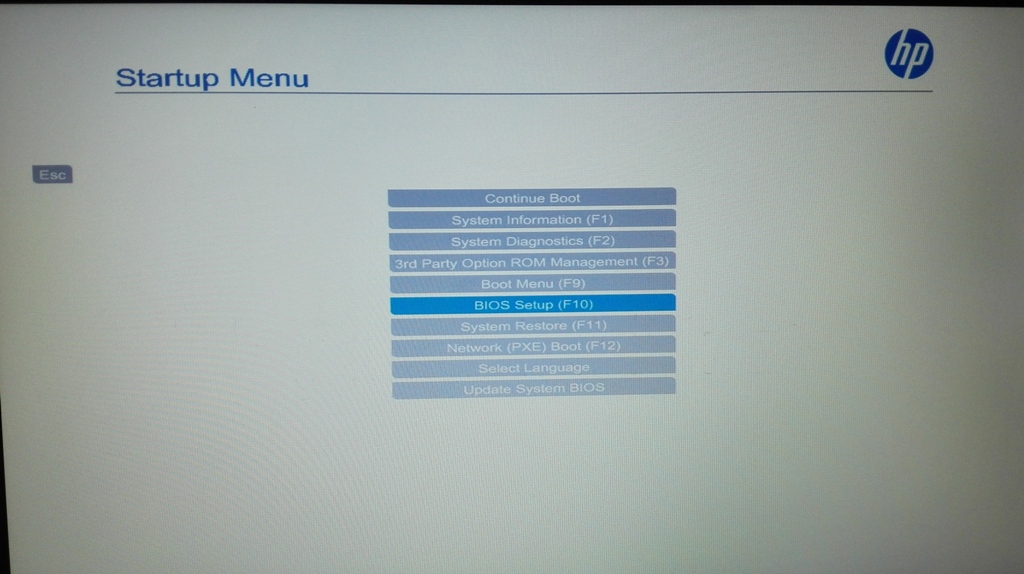 hp
Startup Menu
Esc
Continue Boot
System Information (F1)
System Diagnostics (F2)
3rd Party Option ROM Management (F3)
Boot Menu (F9)
BIOS Setup (F10)
System Restore (F11)
Network (PXE) Boot (F12)
Select Language
Update System BIOS